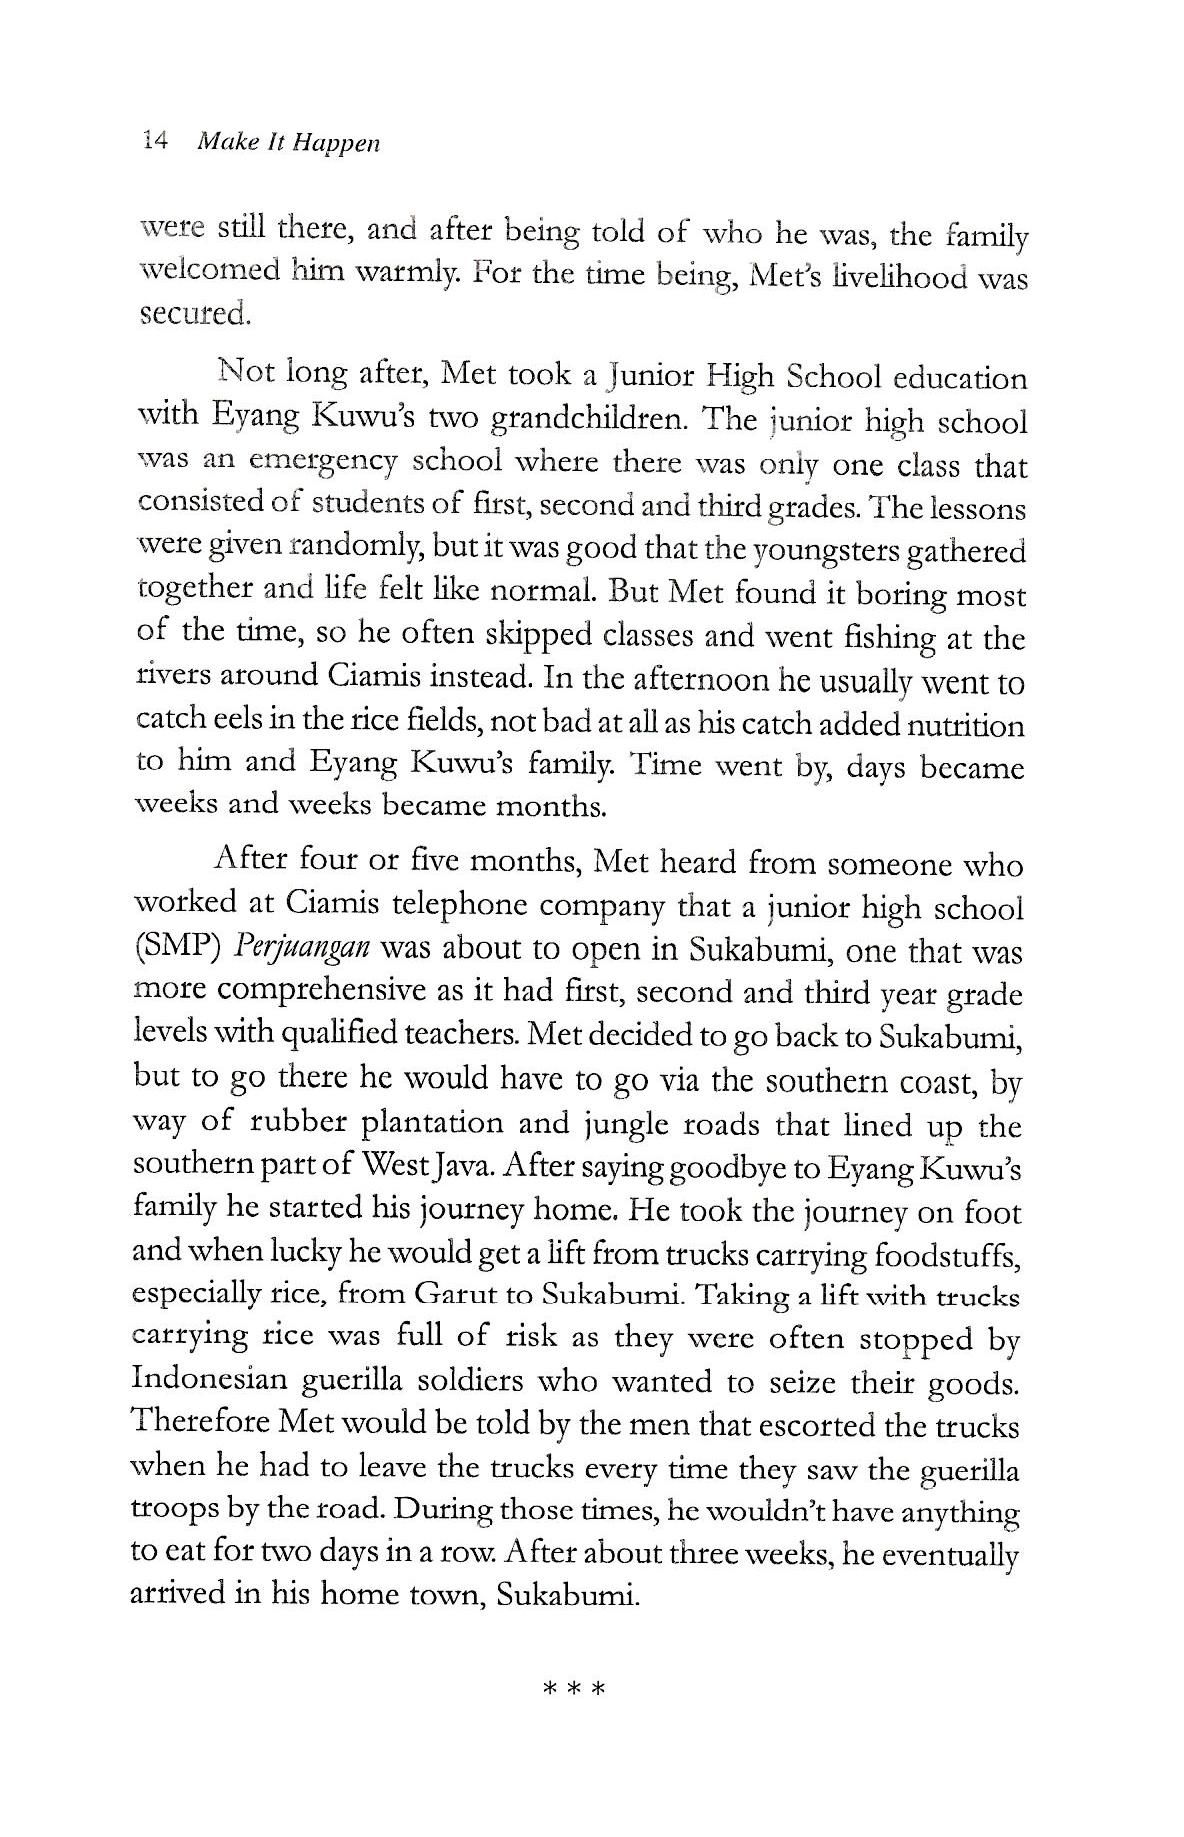 14 Make It Happen
were still there, and after being told of who he was, the family
welcomed him warmly. For the time being, Met's livelihood was
secured.
Not long after, Met took a Junior High School education
with Eyang Kuwu's two grandchildren. The junior high school
was an emergency school where there was only one class that
consisted of students of first, second and third grades. The lessons
were given randomly, but it was good that the youngsters gathered
together and life felt like normal. But Met found it boring most
of the time, so he often skipped classes and went fishing at the
rivers around Ciamis instead. In the afternoon he usually went to
catch eels in the rice fields, not bad at all as his catch added nutrition
to him and Eyang Kuwu's family. Time went by, days became
weeks and weeks became months.
After four or five months, Met heard from someone who
worked at Ciamis telephone company that a junior high school
(SMP) Perjuangan was about to open in Sukabumi, one that was
more comprehensive as it had first, second and third year grade
levels with qualified teachers. Met decided to go back to Sukabumi,
but to go there he would have to go via the southern coast, by
way of rubber plantation and jungle roads that lined up the
southern part of West Java. After saying goodbye to Eyang Kuwu's
family he started his journey home. He took the journey on foot
and when lucky he would get a lift from trucks carrying foodstuffs,
especially rice, from Garut to Sukabumi. Taking a lift with trucks
carrying rice was full of risk as they were often stopped by
Indonesian guerilla soldiers who wanted to seize their goods.
Therefore Met would be told by the men that escorted the trucks
when he had to leave the trucks every time they saw the guerilla
troops by the road. During those times, he wouldn't have anything
to eat for two days in a row. After about three weeks, he eventually
arrived in his home town, Sukabumi.
* * *